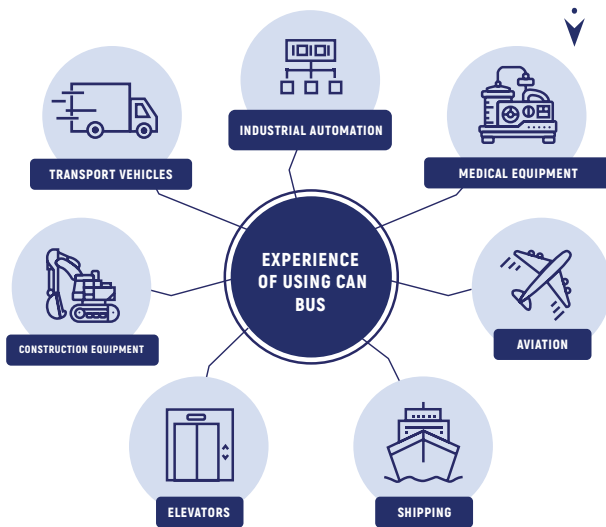 INDUSTRIAL AUTOMATION
TRANSPORT VEHICLES
MEDICAL EQUIPMENT
EXPERIENCE
OF USING CAN
BUS
CONSTRUCTION EQUIPMENT
AVIATION
ELEVATORS
SHIPPING